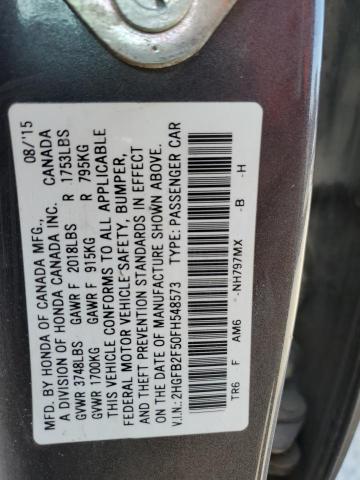 MFD. BY HONDA OF CANADA MFG., 08/'15
A DIVISION OF HONDA CANADA INC. CANADA
GVWR 3748LBS GAWR F 2018LBS R 1753LBS
GVWR 1700KG GAWR F 915KG R 795KG
THIS VEHICLE CONFORMS TO ALL APPLICABLE
FEDERAL MOTOR VEHICLE SAFETY, BUMPER,
AND THEFT PREVENTION STANDARDS IN EFFECT
ON THE DATE OF MANUFACTURE SHOWN ABOVE.
V.I.N.: 2HGFB2F50FH548573 TYPE: PASSENGER CAR
TR6 F AM6 -NH797MX -B -H